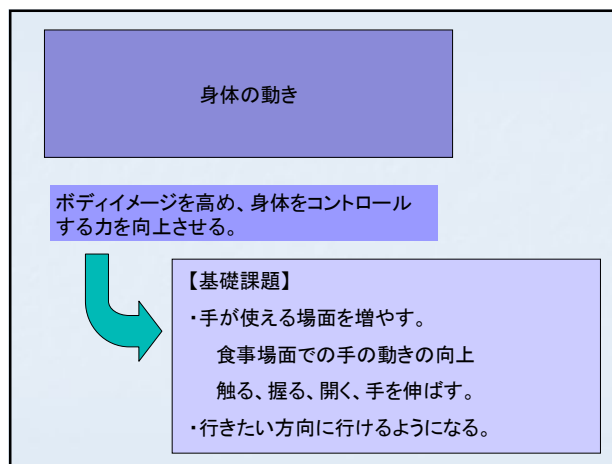 身体の動き
ボディイメージを高め、身体をコントロール
する力を向上させる。
【基礎課題】
・手が使える場面を増やす。
食事場面での手の動きの向上
触る、握る、開く、手を伸ばす。
・行きたい方向に行けるようになる。